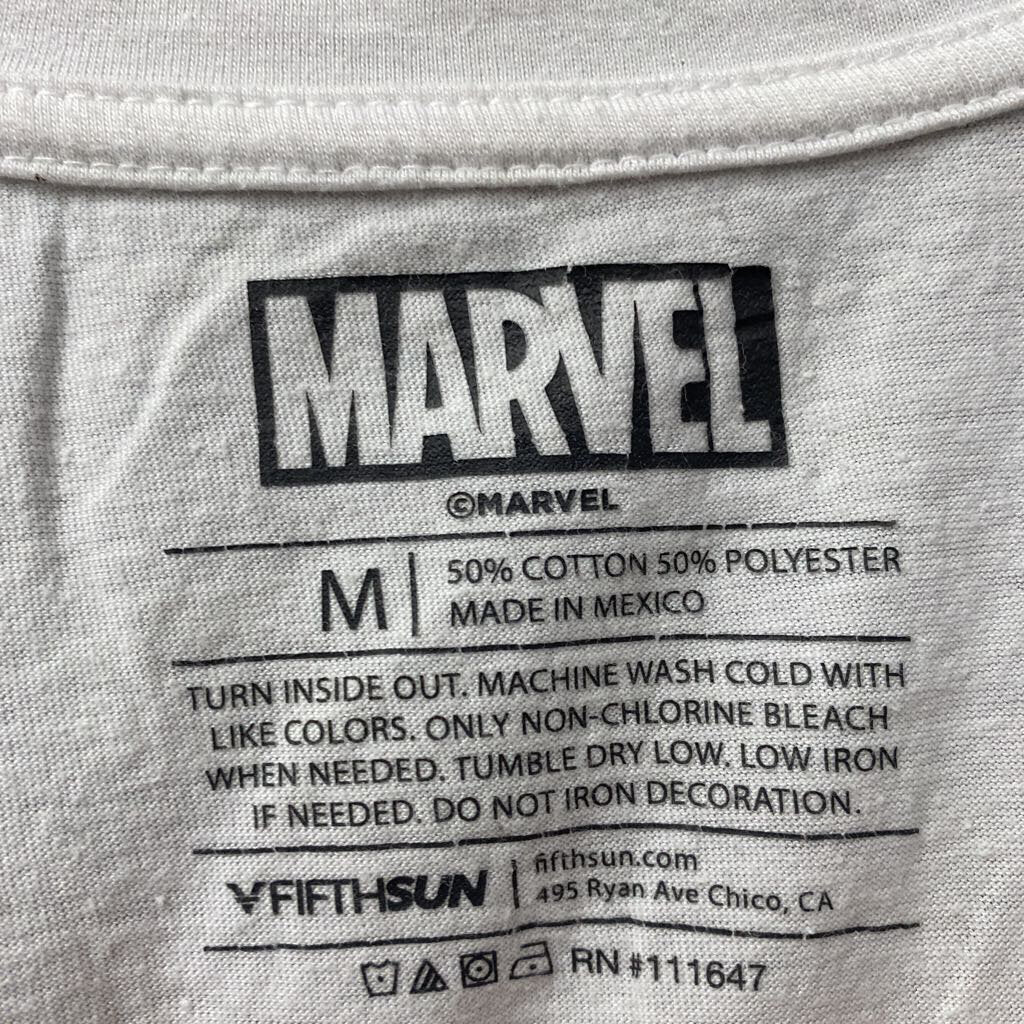 MARVEL
©MARVEL
M
50% COTTON 50% POLYESTER
MADE IN MEXICO
TURN INSIDE OUT. MACHINE WASH COLD WITH
LIKE COLORS. ONLY NON-CHLORINE BLEACH
WHEN NEEDED. TUMBLE DRY LOW. LOW IRON
IF NEEDED. DO NOT IRON DECORATION.
FIFTHSUN
fifthsun.com
495 Ryan Ave Chico, CA
RN #111647